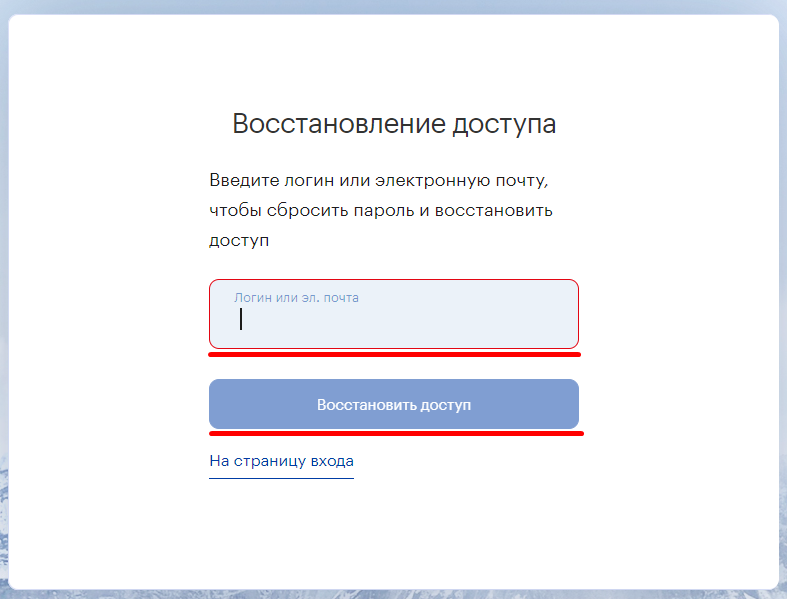 Восстановление доступа
Введите логин или электронную почту,
чтобы сбросить пароль и восстановить
доступ
Логин или эл. почта
Восстановить доступ
На страницу входа